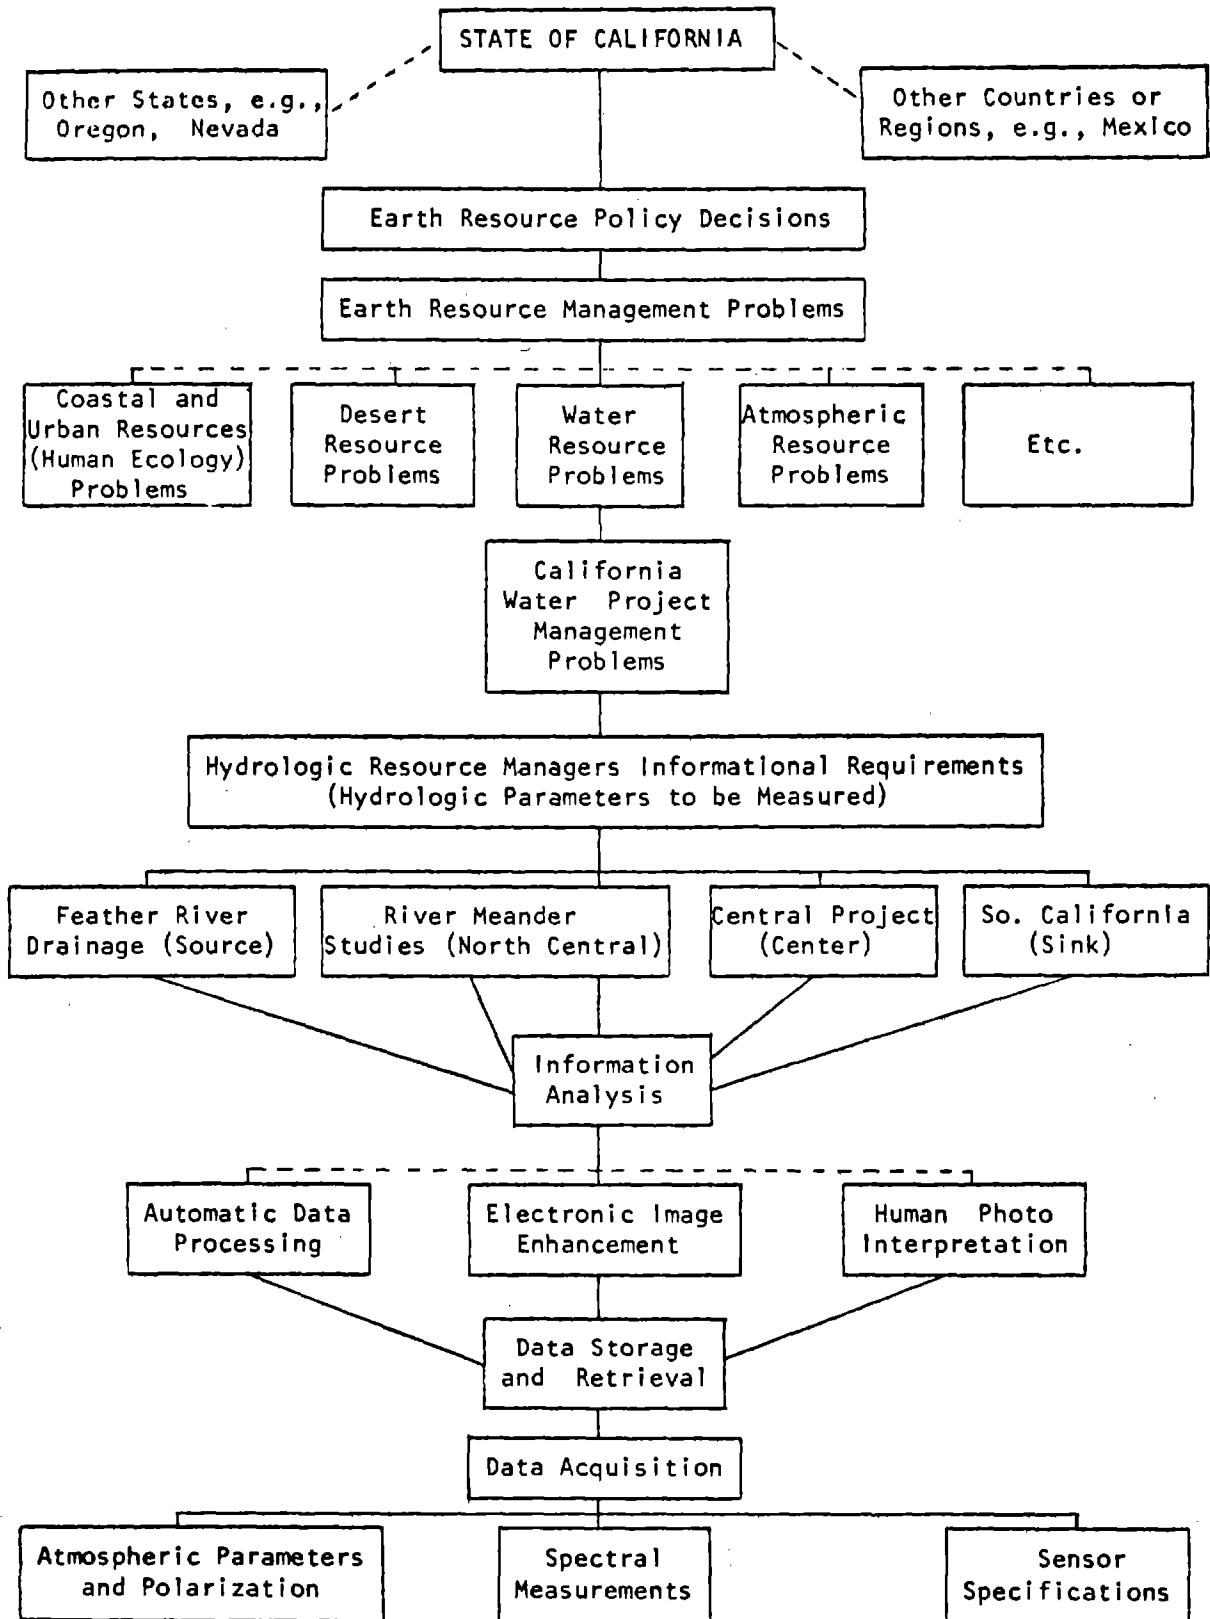 STATE OF CALIFORNIA
Other States, e.g.,
Oregon, Nevada
Other Countries or
Regions, e.g., Mexico
Earth Resource Policy Decisions
Earth Resource Management Problems
Coastal and
Urban Resources
(Human Ecology)
Problems
Desert
Resource
Problems
Water
Resource
Problems
Atmospheric
Resource
Problems
Etc.
California
Water Project
Management
Problems
Hydrologic Resource Managers Informational Requirements
(Hydrologic Parameters to be Measured)
Feather River
Drainage (Source)
River Meander
Studies (North Central)
Central Project
(Center)
So. California
(Sink)
Information
Analysis
Automatic Data
Processing
Electronic Image
Enhancement
Human Photo
Interpretation
Data Storage
and Retrieval
Data Acquisition
Atmospheric Parameters
and Polarization
Spectral
Measurements
Sensor
Specifications